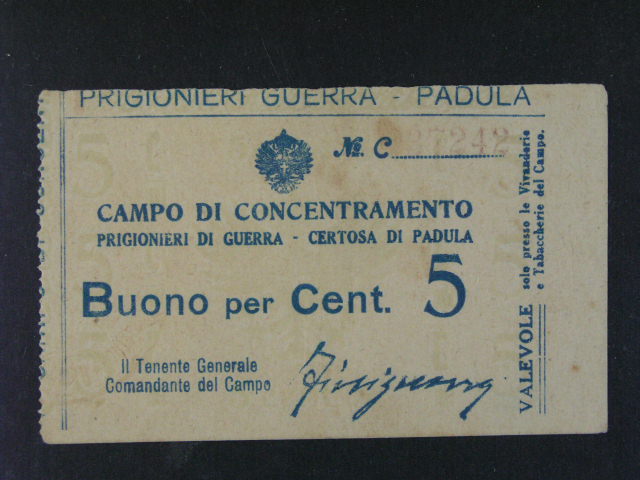 PRIGIONIERI GUERRA - PADULA
№ C 37242
CAMPO DI CONCENTRAMENTO
PRIGIONIERI DI GUERRA - CERTOSA DI PADULA
Buono per Cent. 5
Il Tenente Generale
Comandante del Campo
VALEVOLE solo presso le Vivanderie
e Tabaccherie del Campo.